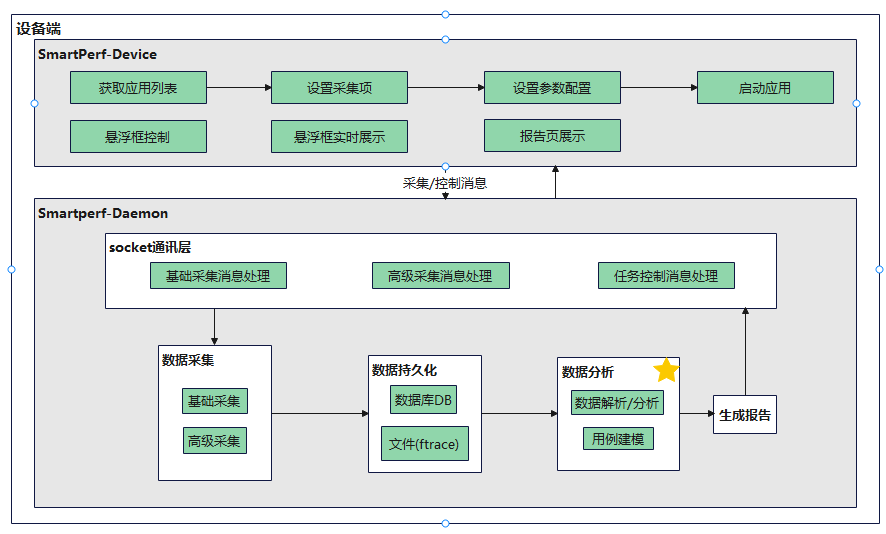 设备端
SmartPerf-Device
获取应用列表
设置采集项
设置参数配置
启动应用
悬浮框控制
悬浮框实时展示
报告页展示
采集/控制消息
Smartperf-Daemon
socket通讯层
基础采集消息处理
高级采集消息处理
任务控制消息处理
数据采集
基础采集
高级采集
数据持久化
数据库DB
文件(ftrace)
数据分析
数据解析/分析
用例建模
生成报告